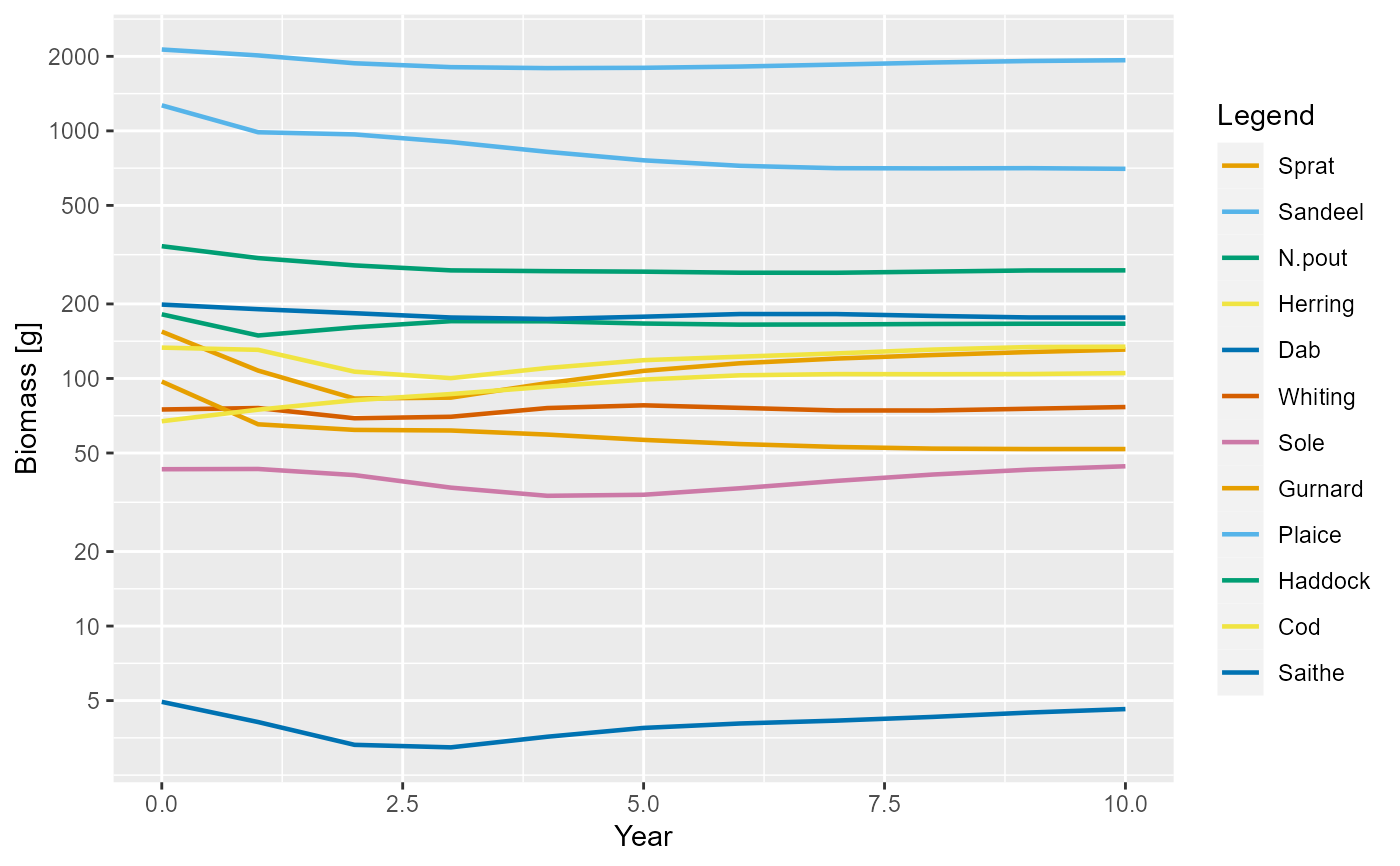 2000
1000
500
200
100
50
20
10
5
Biomass [g]
0.0 2.5 5.0 7.5 10.0
Year
Legend
Sprat
Sandeel
N.pout
Herring
Dab
Whiting
Sole
Gurnard
Plaice
Haddock
Cod
Saithe